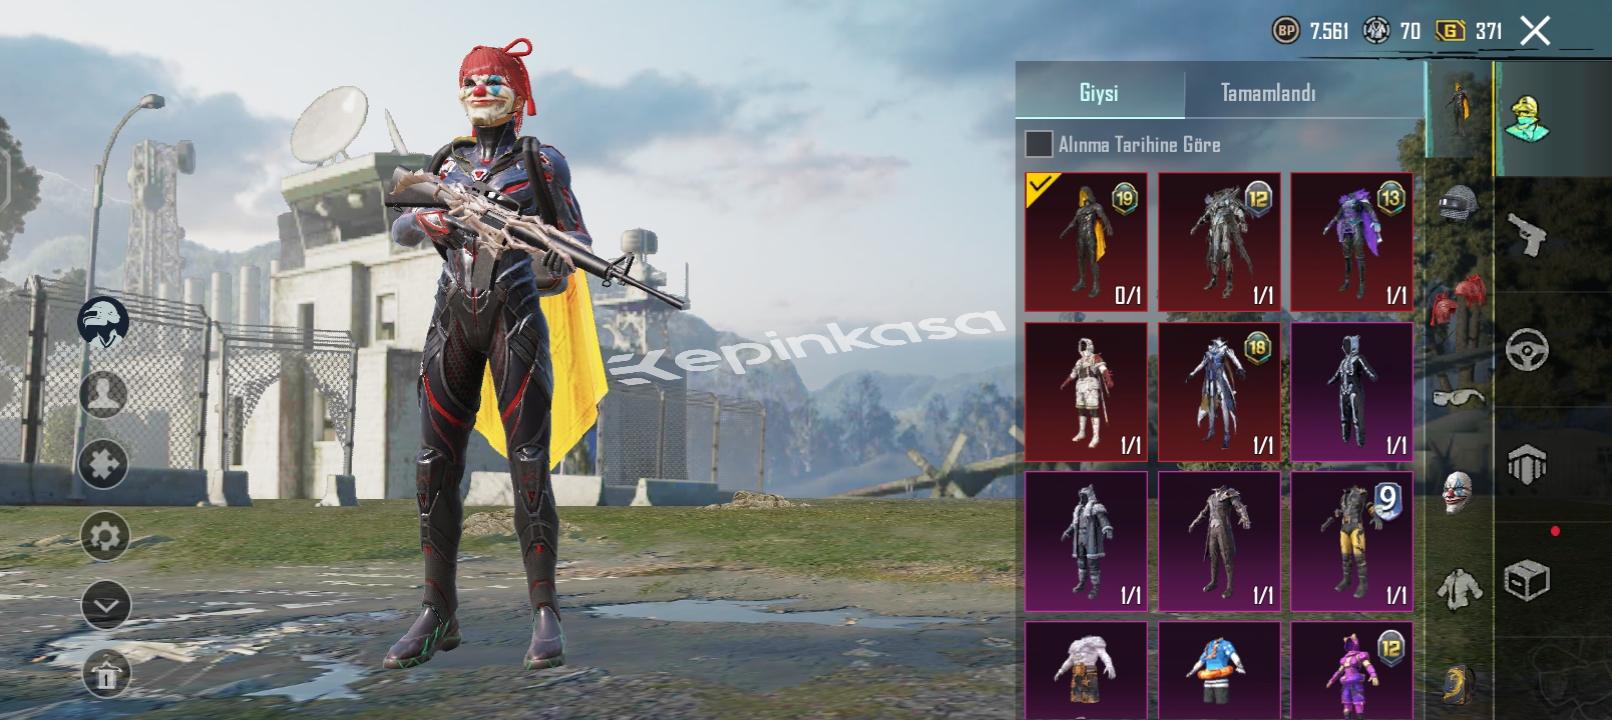 BP 7.561 70 G 371
Giysi Tamamlandı
Alınma Tarihine Göre
19 12 13
0/1 1/1 1/1
18
1/1 1/1 1/1
9
1/1 1/1 1/1
12
epinkasa